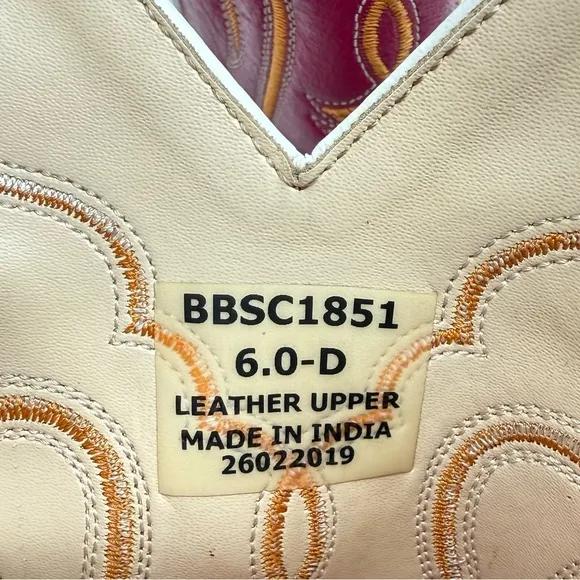 BBSC1851
6.0-D
LEATHER UPPER
MADE IN INDIA
26022019